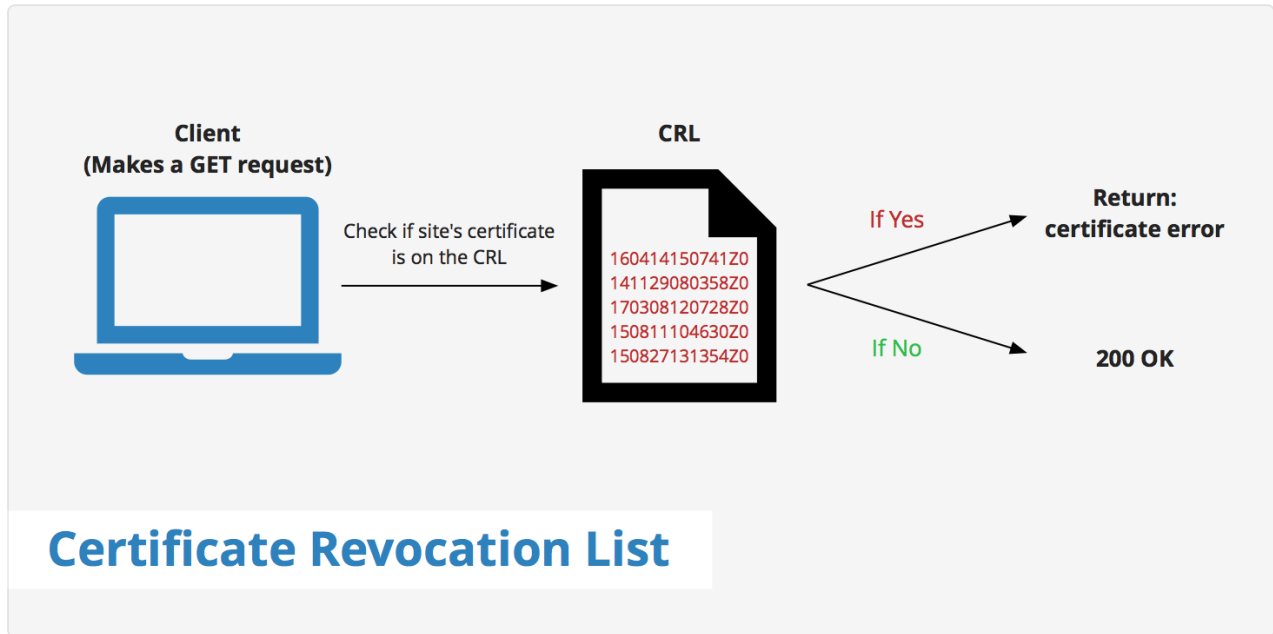 Client
(Makes a GET request)
Check if site's certificate
is on the CRL
CRL
160414150741Z0
141129080358Z0
170308120728Z0
150811104630Z0
150827131354Z0
If Yes
Return:
certificate error
If No
200 OK
Certificate Revocation List